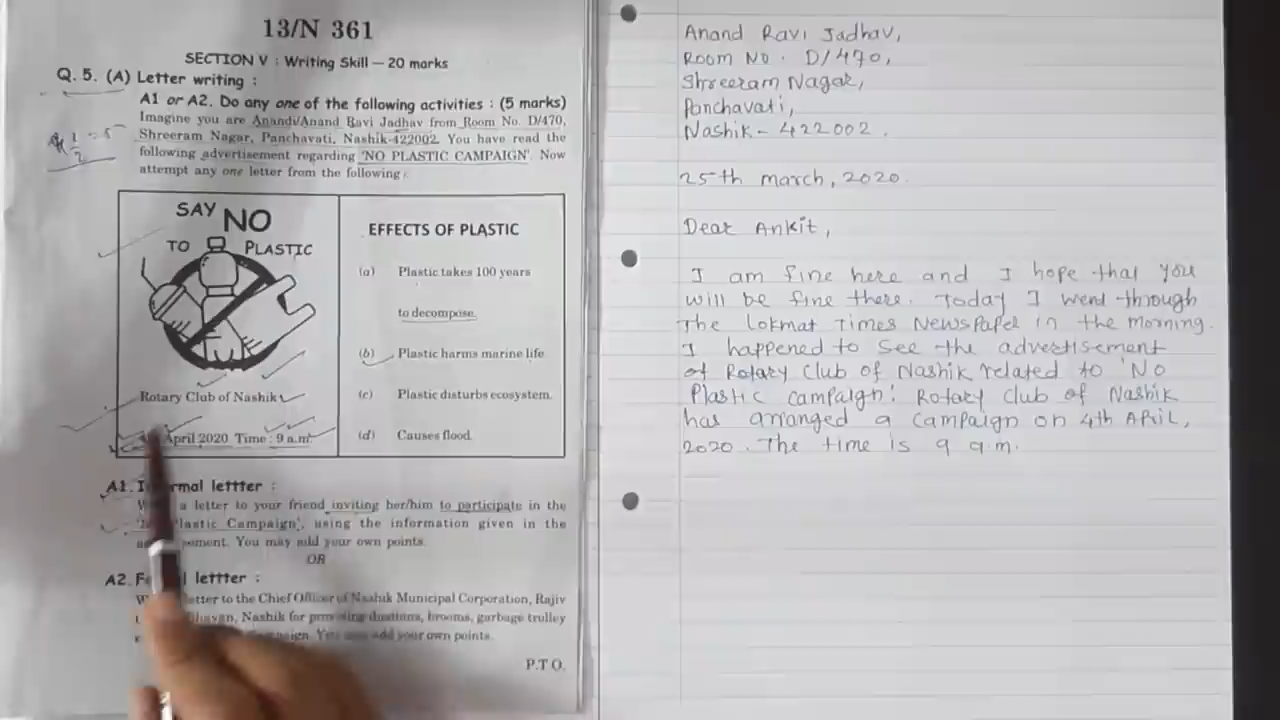 13/N 361
SECTION V : Writing Skill – 20 marks
Q. 5. (A) Letter writing :
A1 or A2. Do any one of the following activities : (5 marks)
Imagine you are Anandi/Anand Ravi Jadhav from Room No. D/470,
Shreeram Nagar, Panchavati, Nashik-422002. You have read the
following advertisement regarding 'NO PLASTIC CAMPAIGN'. Now
attempt any one letter from the following :
SAY NO
TO PLASTIC
Rotary Club of Nashik
April 2020 Time : 9 a.m
EFFECTS OF PLASTIC
(a) Plastic takes 100 years
to decompose.
(b) Plastic harms marine life
(c) Plastic disturbs ecosystem.
(d) Causes flood.
A1. lettter :
a letter to your friend inviting her/him to participate in the
Plastic Campaign', using the information given in the
You may add your own points.
OR
A2. lettter :
letter to the Chief Officer of Nashik Municipal Corporation, Rajiv
Nashik for dustbins, brooms, garbage trulley
add your own points.
P.T.O.
Anand Ravi Jadhav,
Room No. D/470,
Shreeram Nagar,
Panchavati,
Nashik - 422002.
25th march, 2020.
Dear Ankit,
I am fine here and I hope that you
will be fine there. Today I went through
The Lokmat Times Newspaper in the morning.
I happened to see the advertisement
of Rotary Club of Nashik related to 'No
Plastic campaign.' Rotary club of Nashik
has arranged a campaign on 4th April,
2020. The time is 9 a.m.